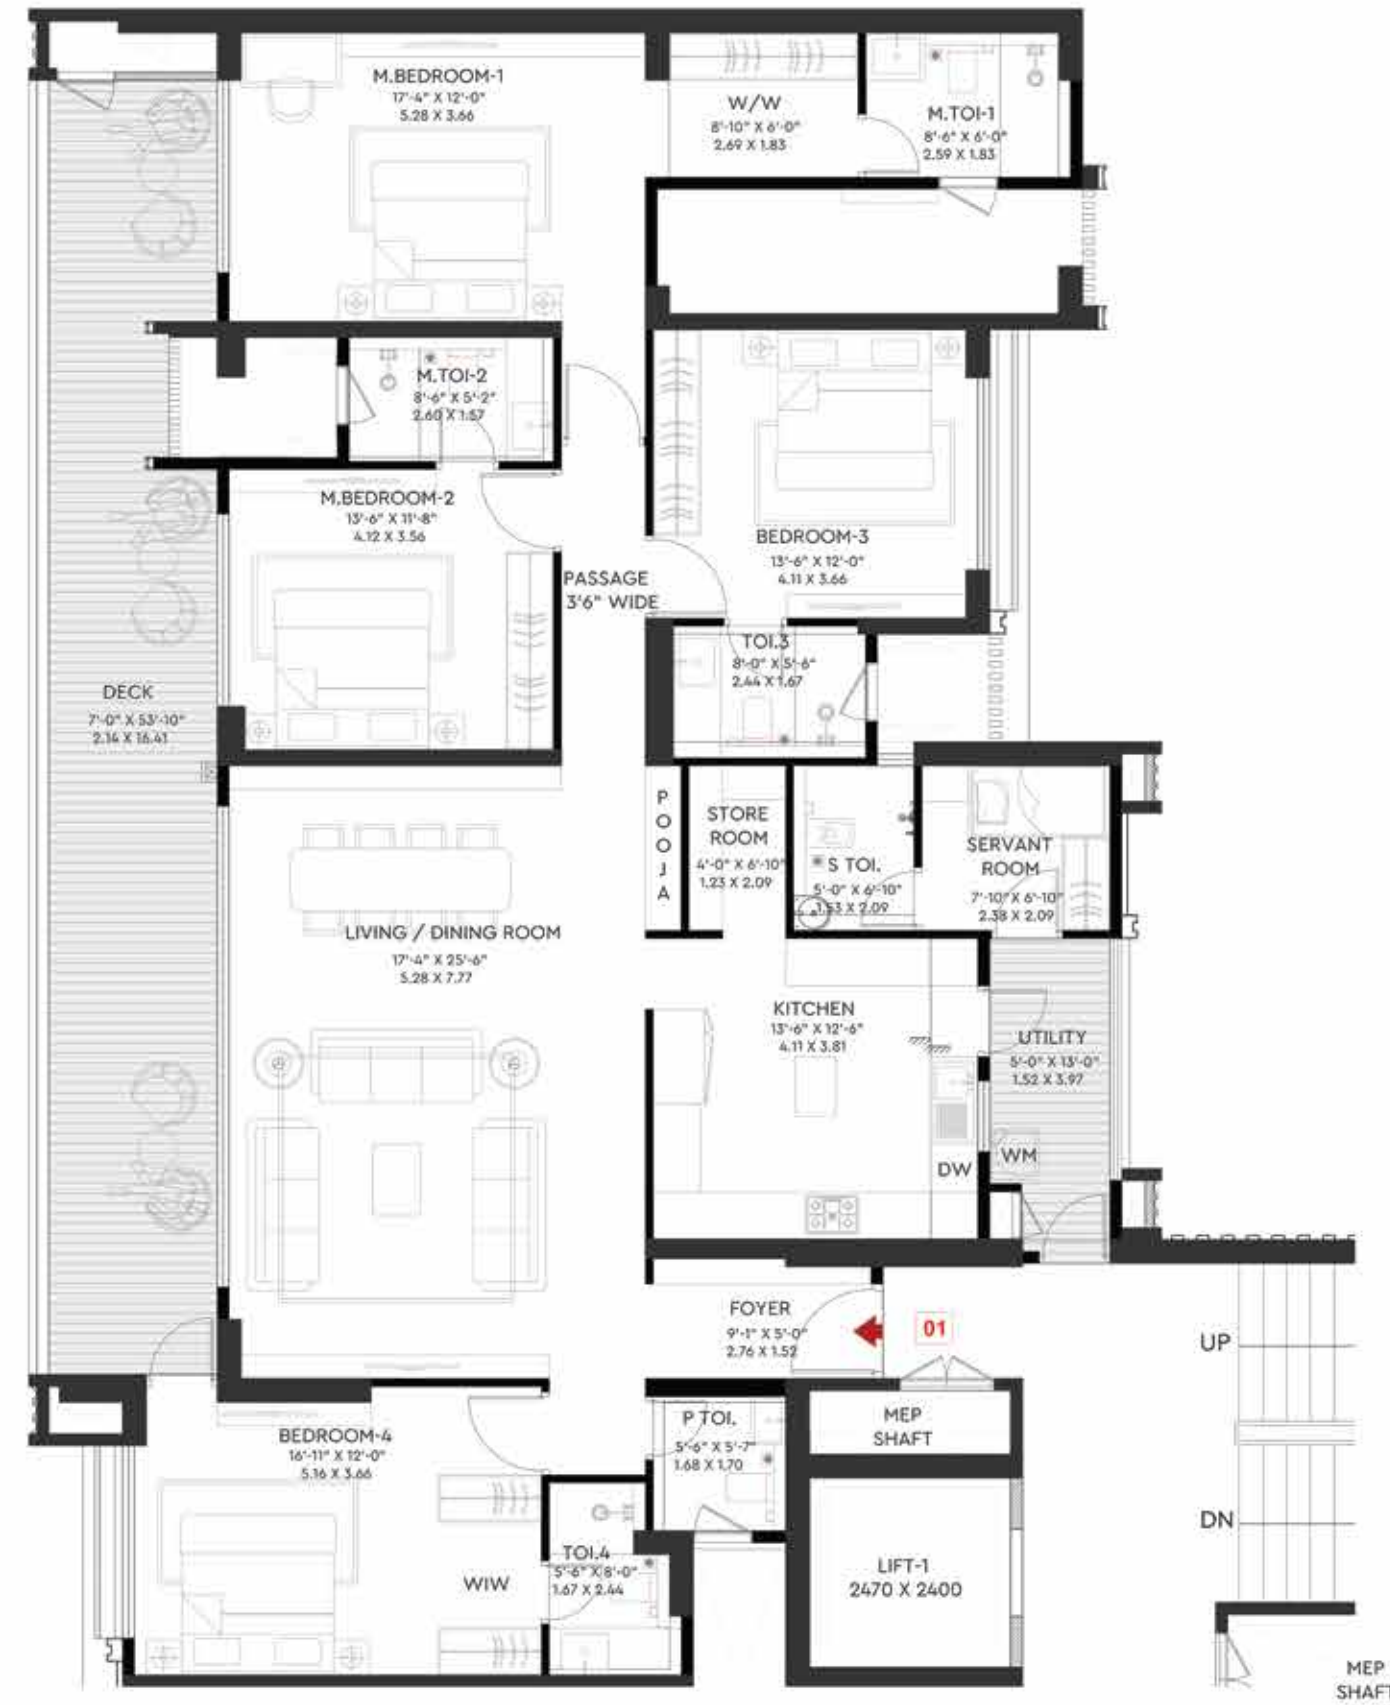 M.BEDROOM-1
17'-4" X 12'-0"
5.28 X 3.66
W/W
8'-10" X 6'-0"
2.69 X 1.83
M.TOI-1
8'-6" X 6'-0"
2.59 X 1.83
M.TOI-2
8'-6" X 5'-2"
2.60 X 1.57
M.BEDROOM-2
13'-6" X 11'-8"
4.12 X 3.56
BEDROOM-3
13'-6" X 12'-0"
4.11 X 3.66
PASSAGE
3'6" WIDE
TOI.3
8'-0" X 5'-6"
2.44 X 1.67
DECK
7'-0" X 53'-10"
2.14 X 16.41
P
O
O
J
A
STORE
ROOM
4'-0" X 6'-10"
1.23 X 2.09
S TOI.
5'-0" X 6'-10"
1.53 X 2.09
SERVANT
ROOM
7'-10" X 6'-10"
2.38 X 2.09
LIVING / DINING ROOM
17'-4" X 25'-6"
5.28 X 7.77
KITCHEN
13'-6" X 12'-6"
4.11 X 3.81
UTILITY
5'-0" X 13'-0"
1.52 X 3.97
DW
WM
FOYER
9'-1" X 5'-0"
2.76 X 1.52
01
UP
DN
MEP
SHAFT
P TOI.
5'-6" X 5'-7"
1.68 X 1.70
BEDROOM-4
16'-11" X 12'-0"
5.16 X 3.66
WIW
TOI.4
5'-6" X 8'-0"
1.67 X 2.44
LIFT-1
2470 X 2400
MEP
SHAFT